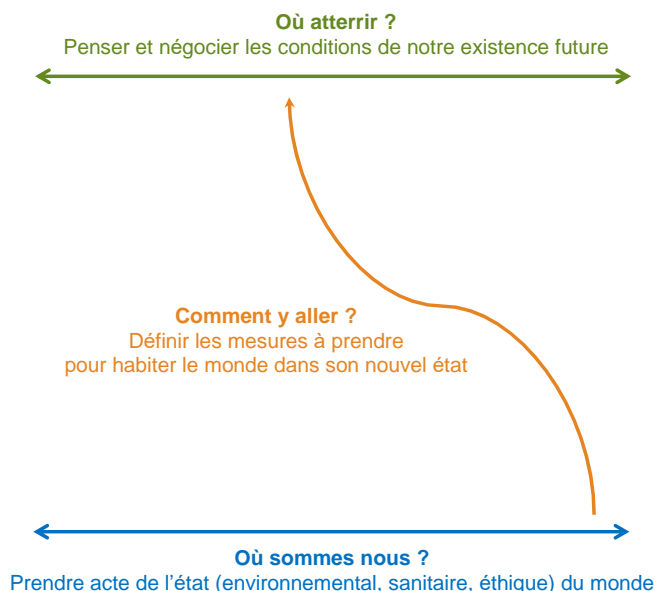 Où atterrir ?
Penser et négocier les conditions de notre existence future
Comment y aller ?
Définir les mesures à prendre
pour habiter le monde dans son nouvel état
Où sommes nous ?
Prendre acte de l'état (environnemental, sanitaire, éthique) du monde